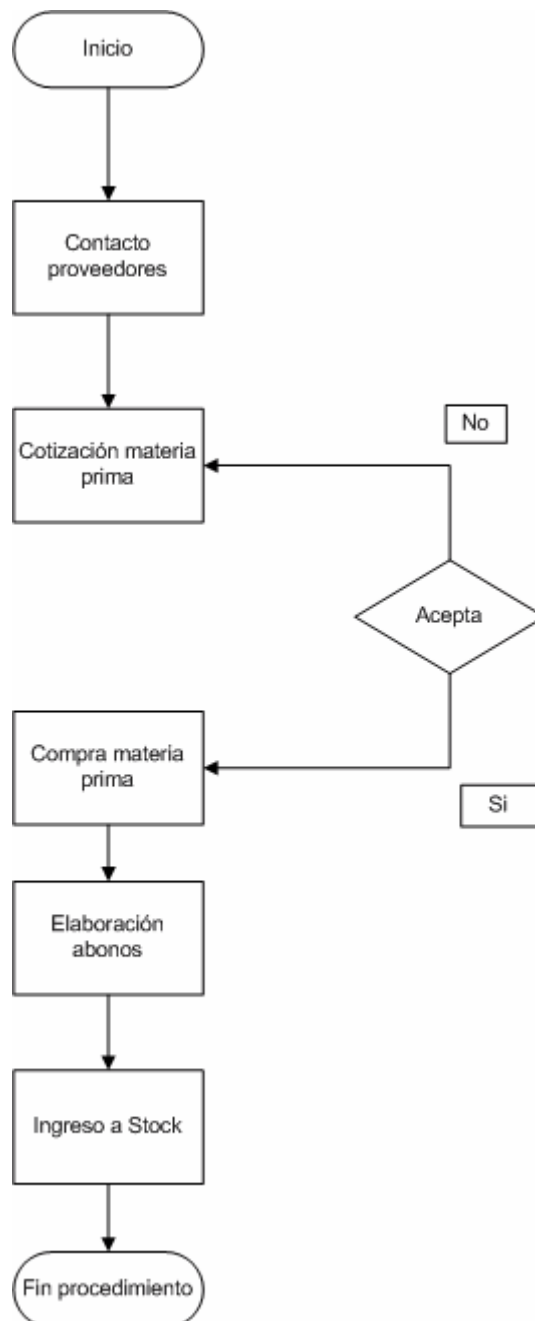 Inicio
Contacto
proveedores
Cotización materia
prima
No
Acepta
Compra materia
prima
Si
Elaboración
abonos
Ingreso a Stock
Fin procedimiento